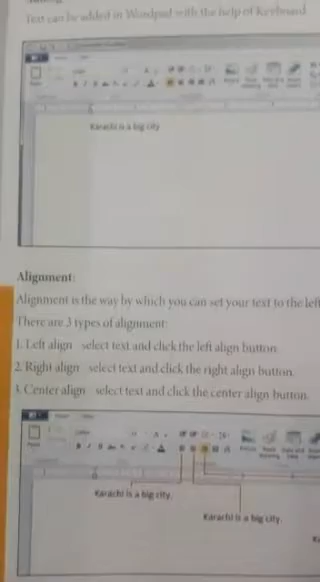 Text can be added in Wordpad with the help of Keyboard
Karachi is a big city
Alignment:
Alignment is the way by which you can set your text to the left
There are 3 types of alignment:
1. Left align select text and click the left align button.
2. Right align select text and click the right align button.
3. Center align select text and click the center align button.
Karachi is a big city.
Karachi is a big city.